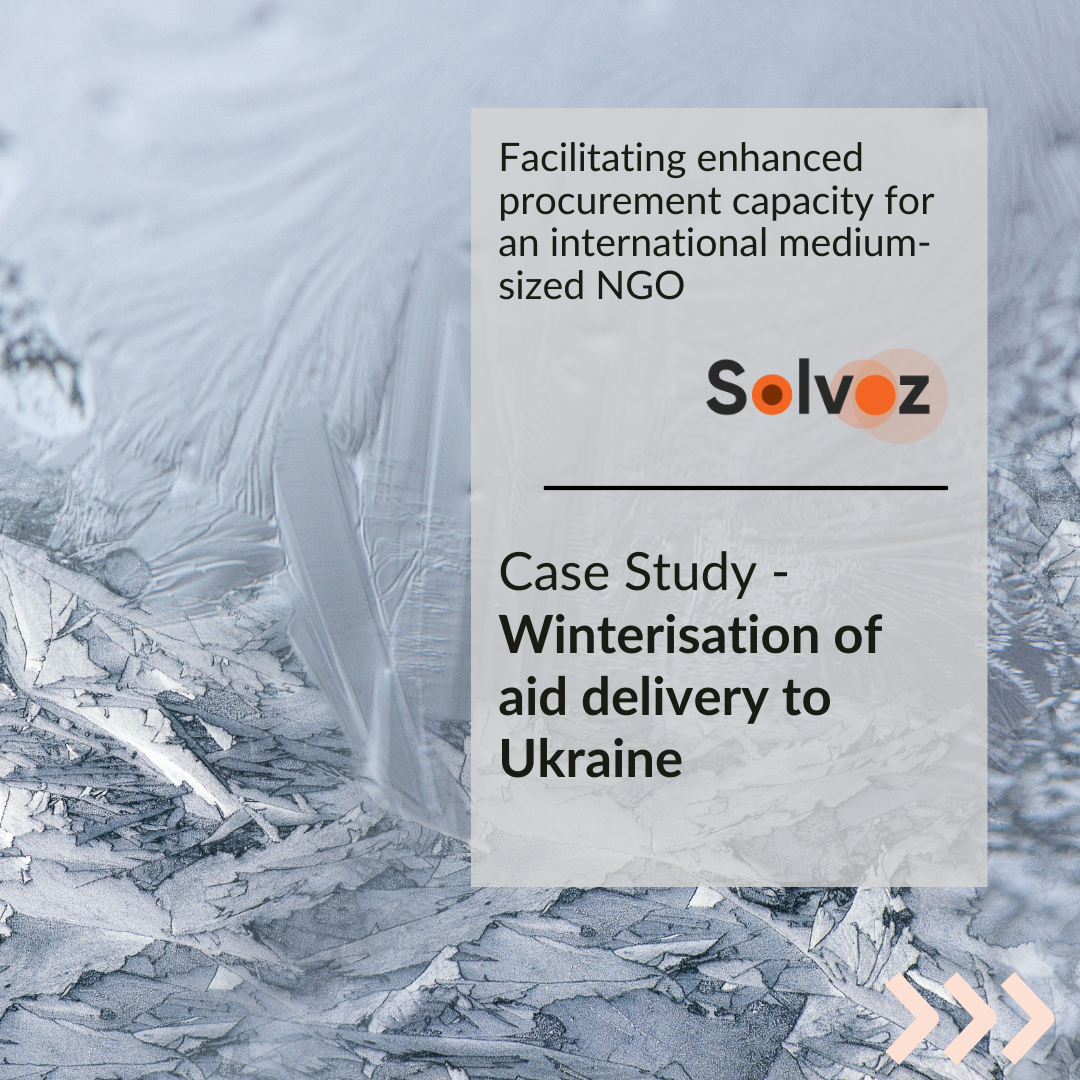 Facilitating enhanced
procurement capacity for
an international medium-
sized NGO
Solvoz
Case Study -
Winterisation of
aid delivery to
Ukraine